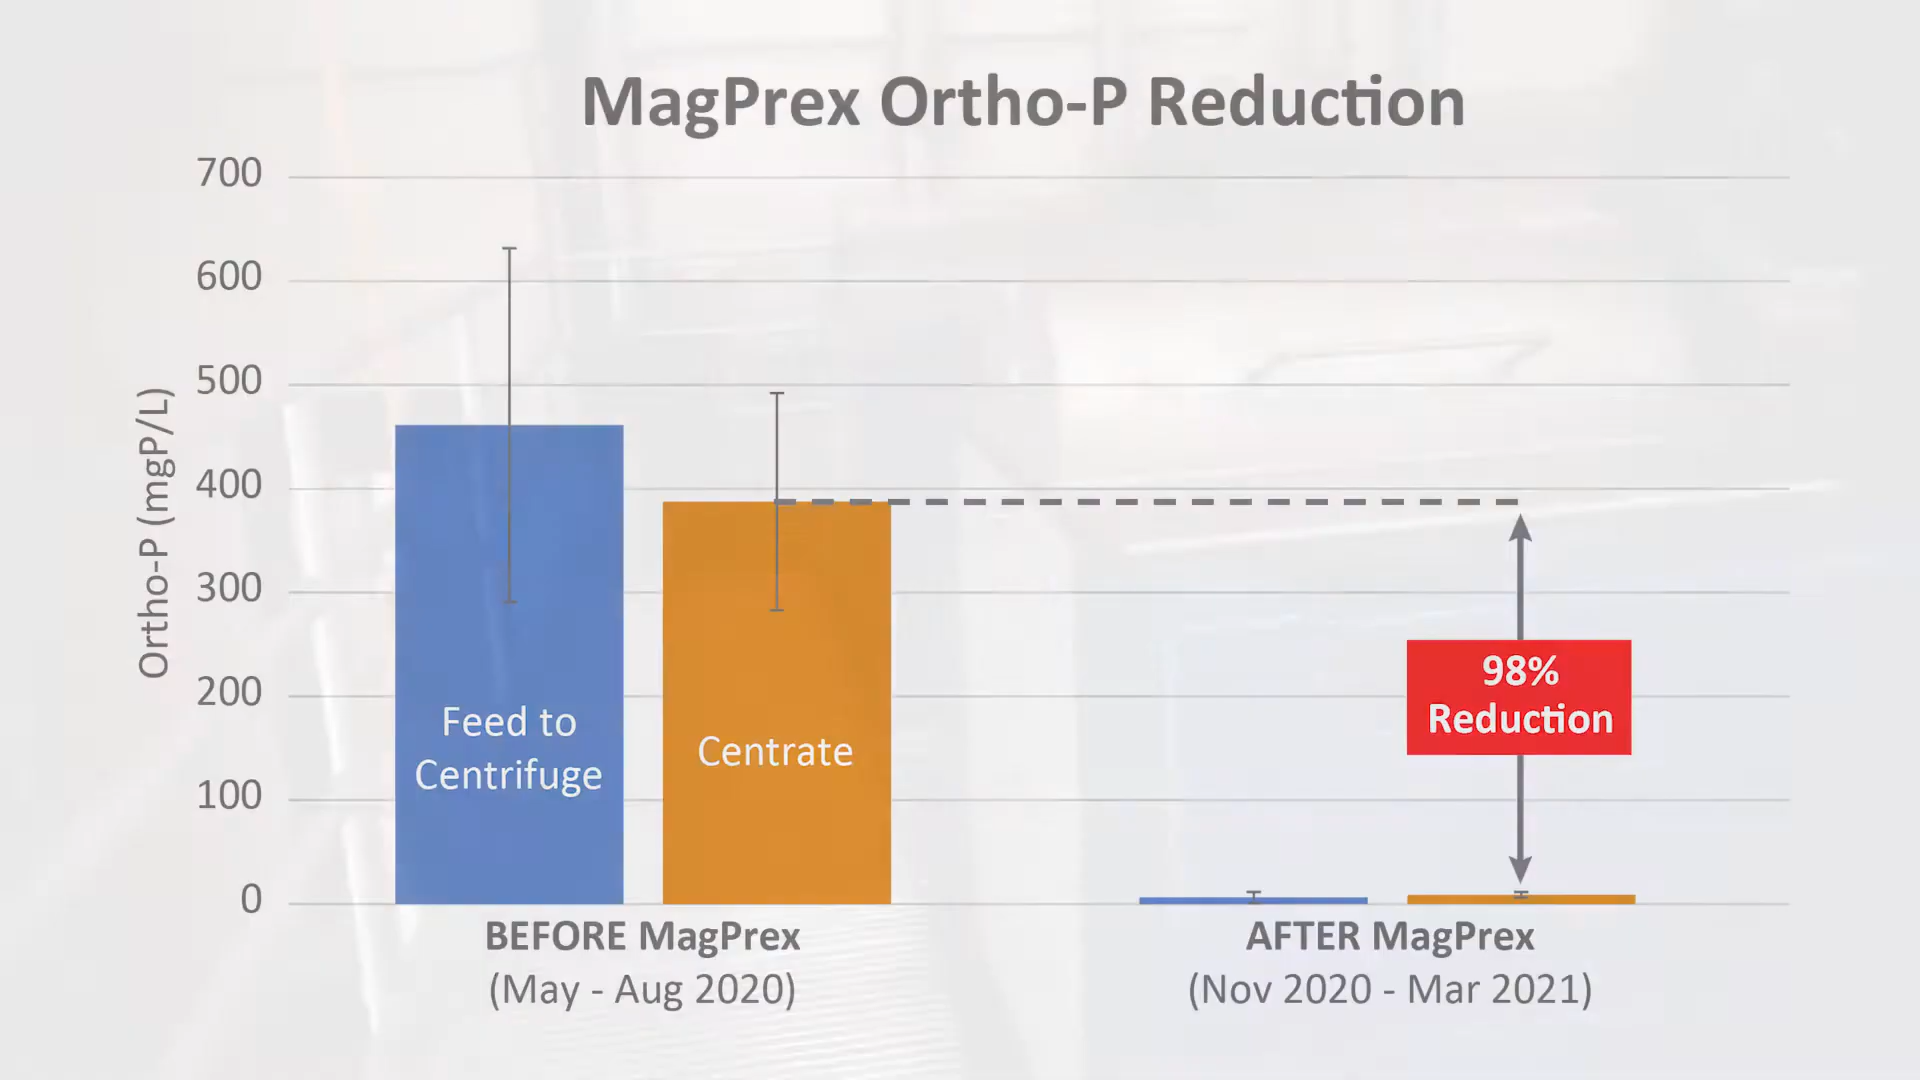 MagPrex Ortho-P Reduction
700
600
500
400
300
200
100
0
Ortho-P (mgP/L)
Feed to
Centrifuge
Centrate
98%
Reduction
BEFORE MagPrex
(May - Aug 2020)
AFTER MagPrex
(Nov 2020 - Mar 2021)